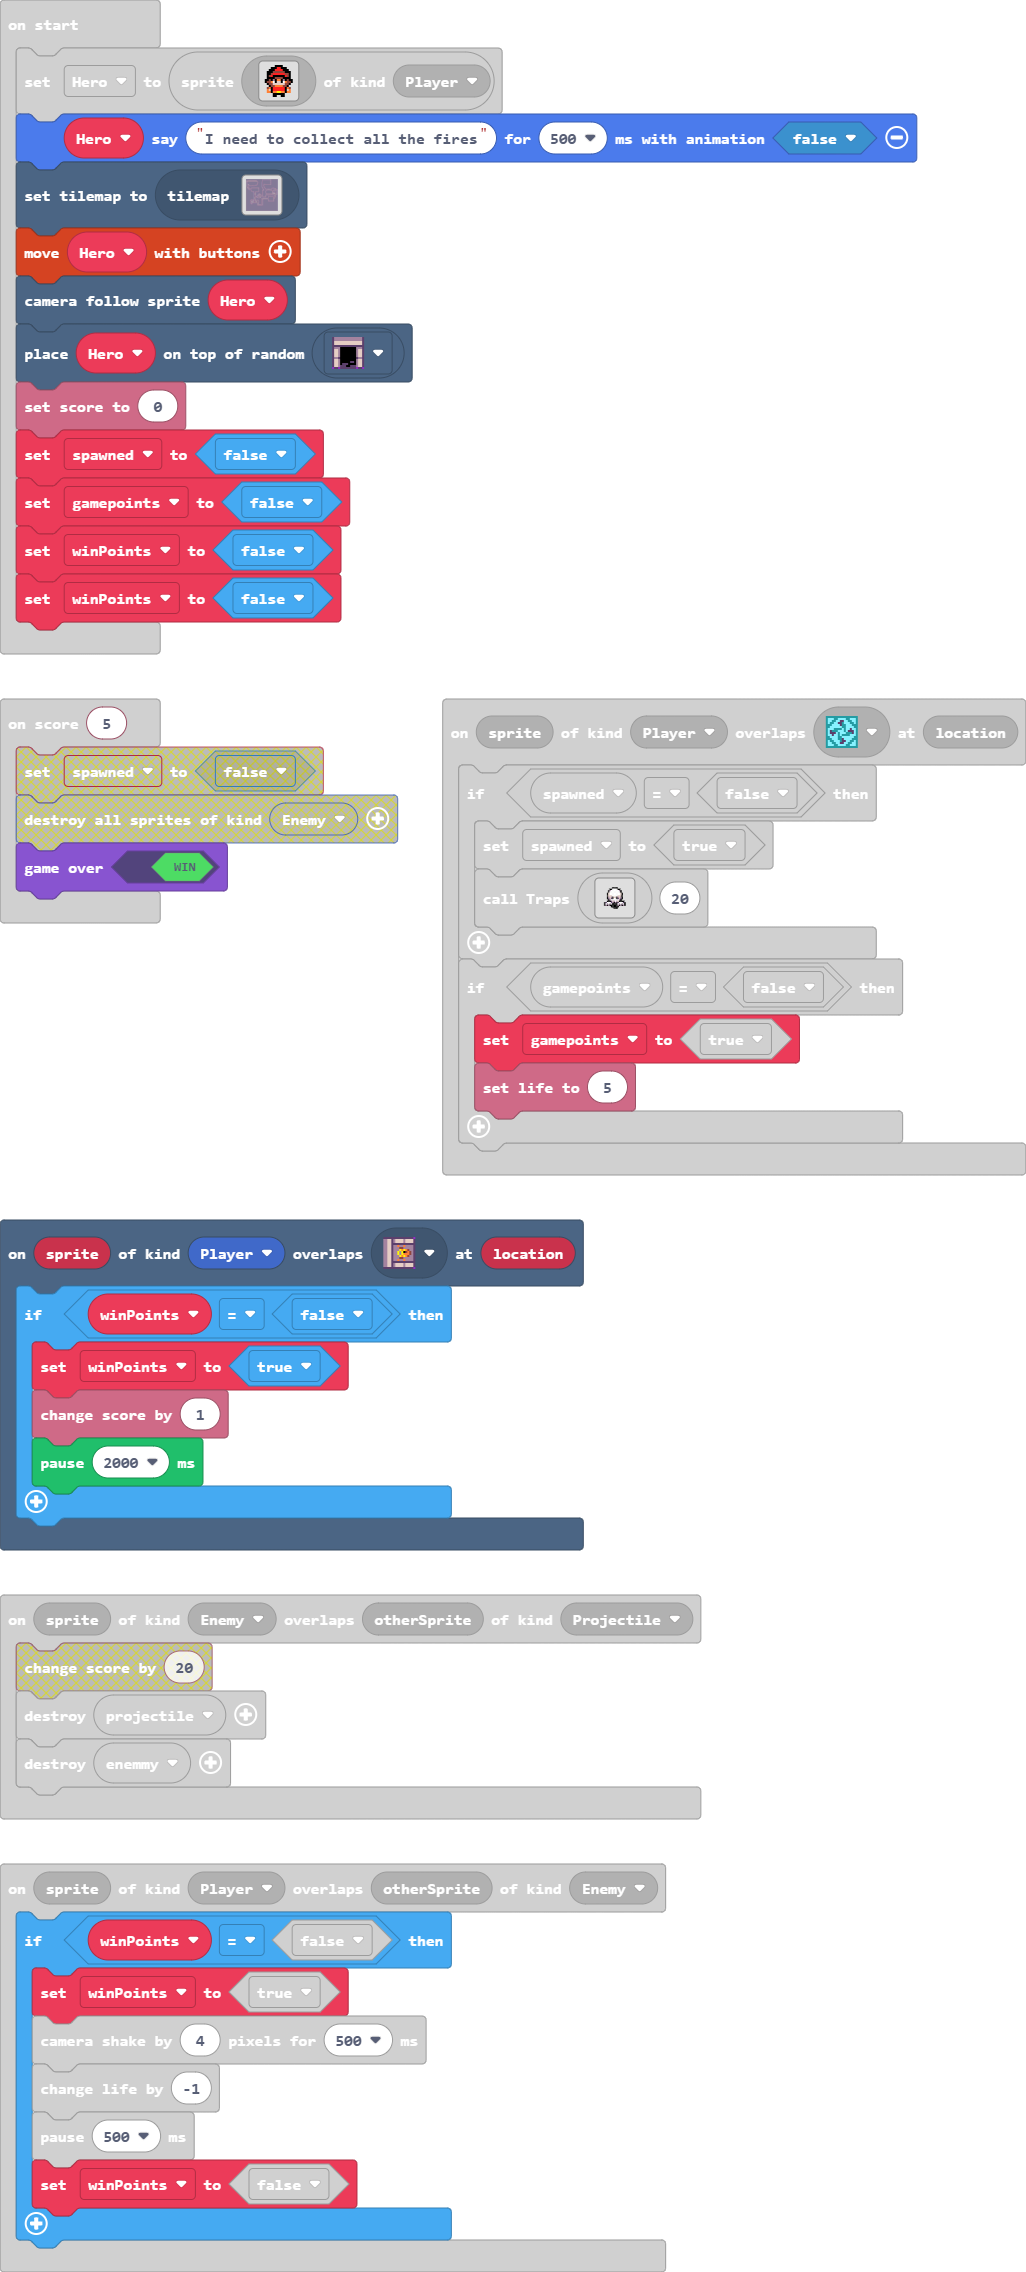 on start
set Hero to sprite of kind Player
Hero say "I need to collect all the fires" for 500 ms with animation false
set tilemap to tilemap
move Hero with buttons
camera follow sprite Hero
place Hero on top of random
set score to 0
set spawned to false
set gamepoints to false
set winPoints to false
set winPoints to false
on score 5
set spawned to false
destroy all sprites of kind Enemy
game over WIN
on sprite of kind Player overlaps at location
if spawned = false then
set spawned to true
call Traps 20
if gamepoints = false then
set gamepoints to true
set life to 5
on sprite of kind Player overlaps at location
if winPoints = false then
set winPoints to true
change score by 1
pause 2000 ms
on sprite of kind Enemy overlaps otherSprite of kind Projectile
change score by 20
destroy projectile
destroy enemmy
on sprite of kind Player overlaps otherSprite of kind Enemy
if winPoints = false then
set winPoints to true
camera shake by 4 pixels for 500 ms
change life by -1
pause 500 ms
set winPoints to false